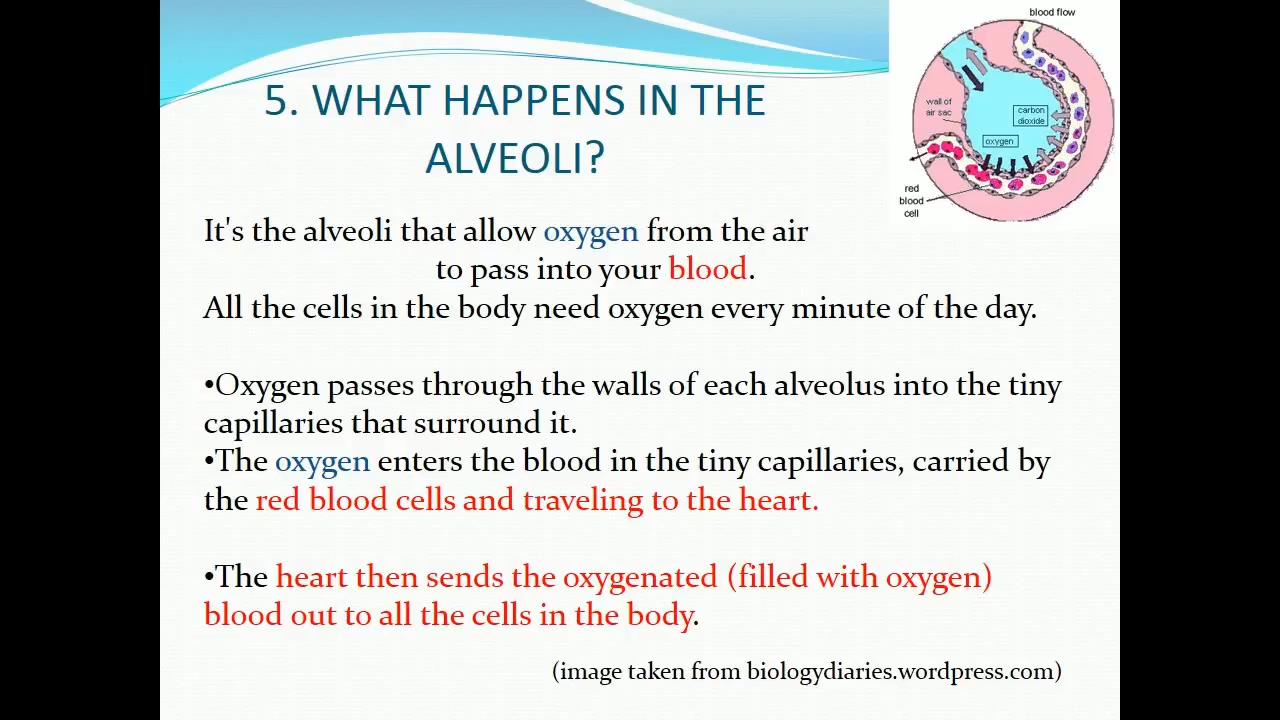 5. WHAT HAPPENS IN THE
ALVEOLI?
blood flow
wall of
air sac
carbon
dioxide
oxygen
red
blood
cell
It's the alveoli that allow oxygen from the air
to pass into your blood.
All the cells in the body need oxygen every minute of the day.
•Oxygen passes through the walls of each alveolus into the tiny
capillaries that surround it.
•The oxygen enters the blood in the tiny capillaries, carried by
the red blood cells and traveling to the heart.
•The heart then sends the oxygenated (filled with oxygen)
blood out to all the cells in the body.
(image taken from biologydiaries.wordpress.com)